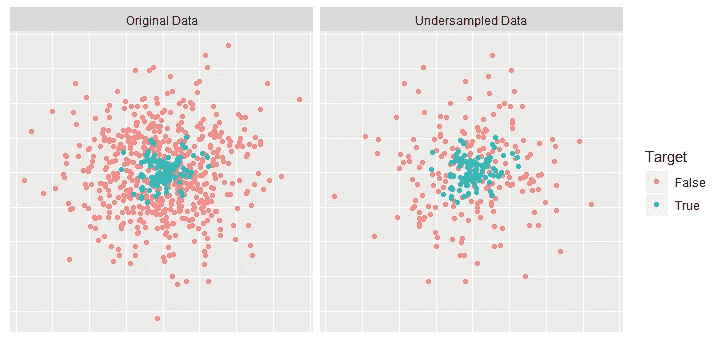 Original Data
Undersampled Data
Target
False
True